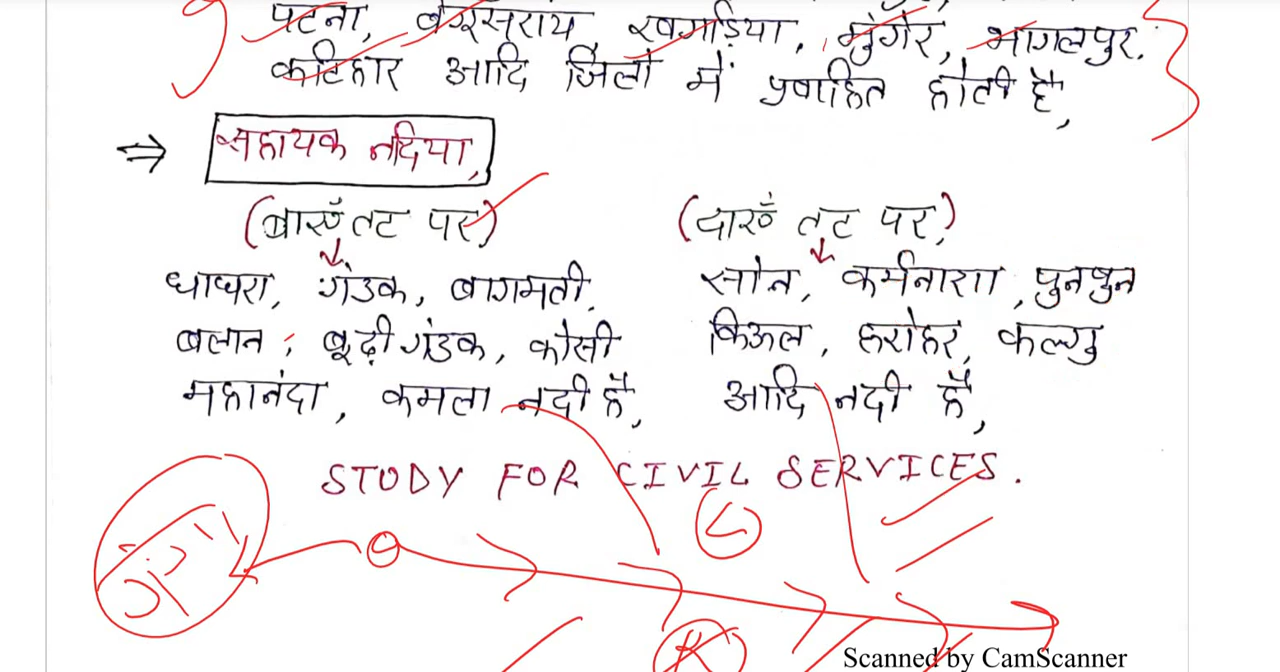 पटना, बेगूसराय खगड़िया, मुंगेर, भागलपुर.
कटिहार आदि जिलों में प्रवाहित होती है,
⇒ सहायक नदिया,
(बाएँ तट पर) (दाएँ तट पर)
घाघरा, गंडक, बागमती, सोन, कर्मनाशा, पुनपुन
बलान, बूढ़ी गंडक, कोसी किऊल, हरोहर, फल्गु
महानंदा, कमला नदी है, आदि नदी है,
STUDY FOR CIVIL SERVICES.
L
R
Scanned by CamScanner